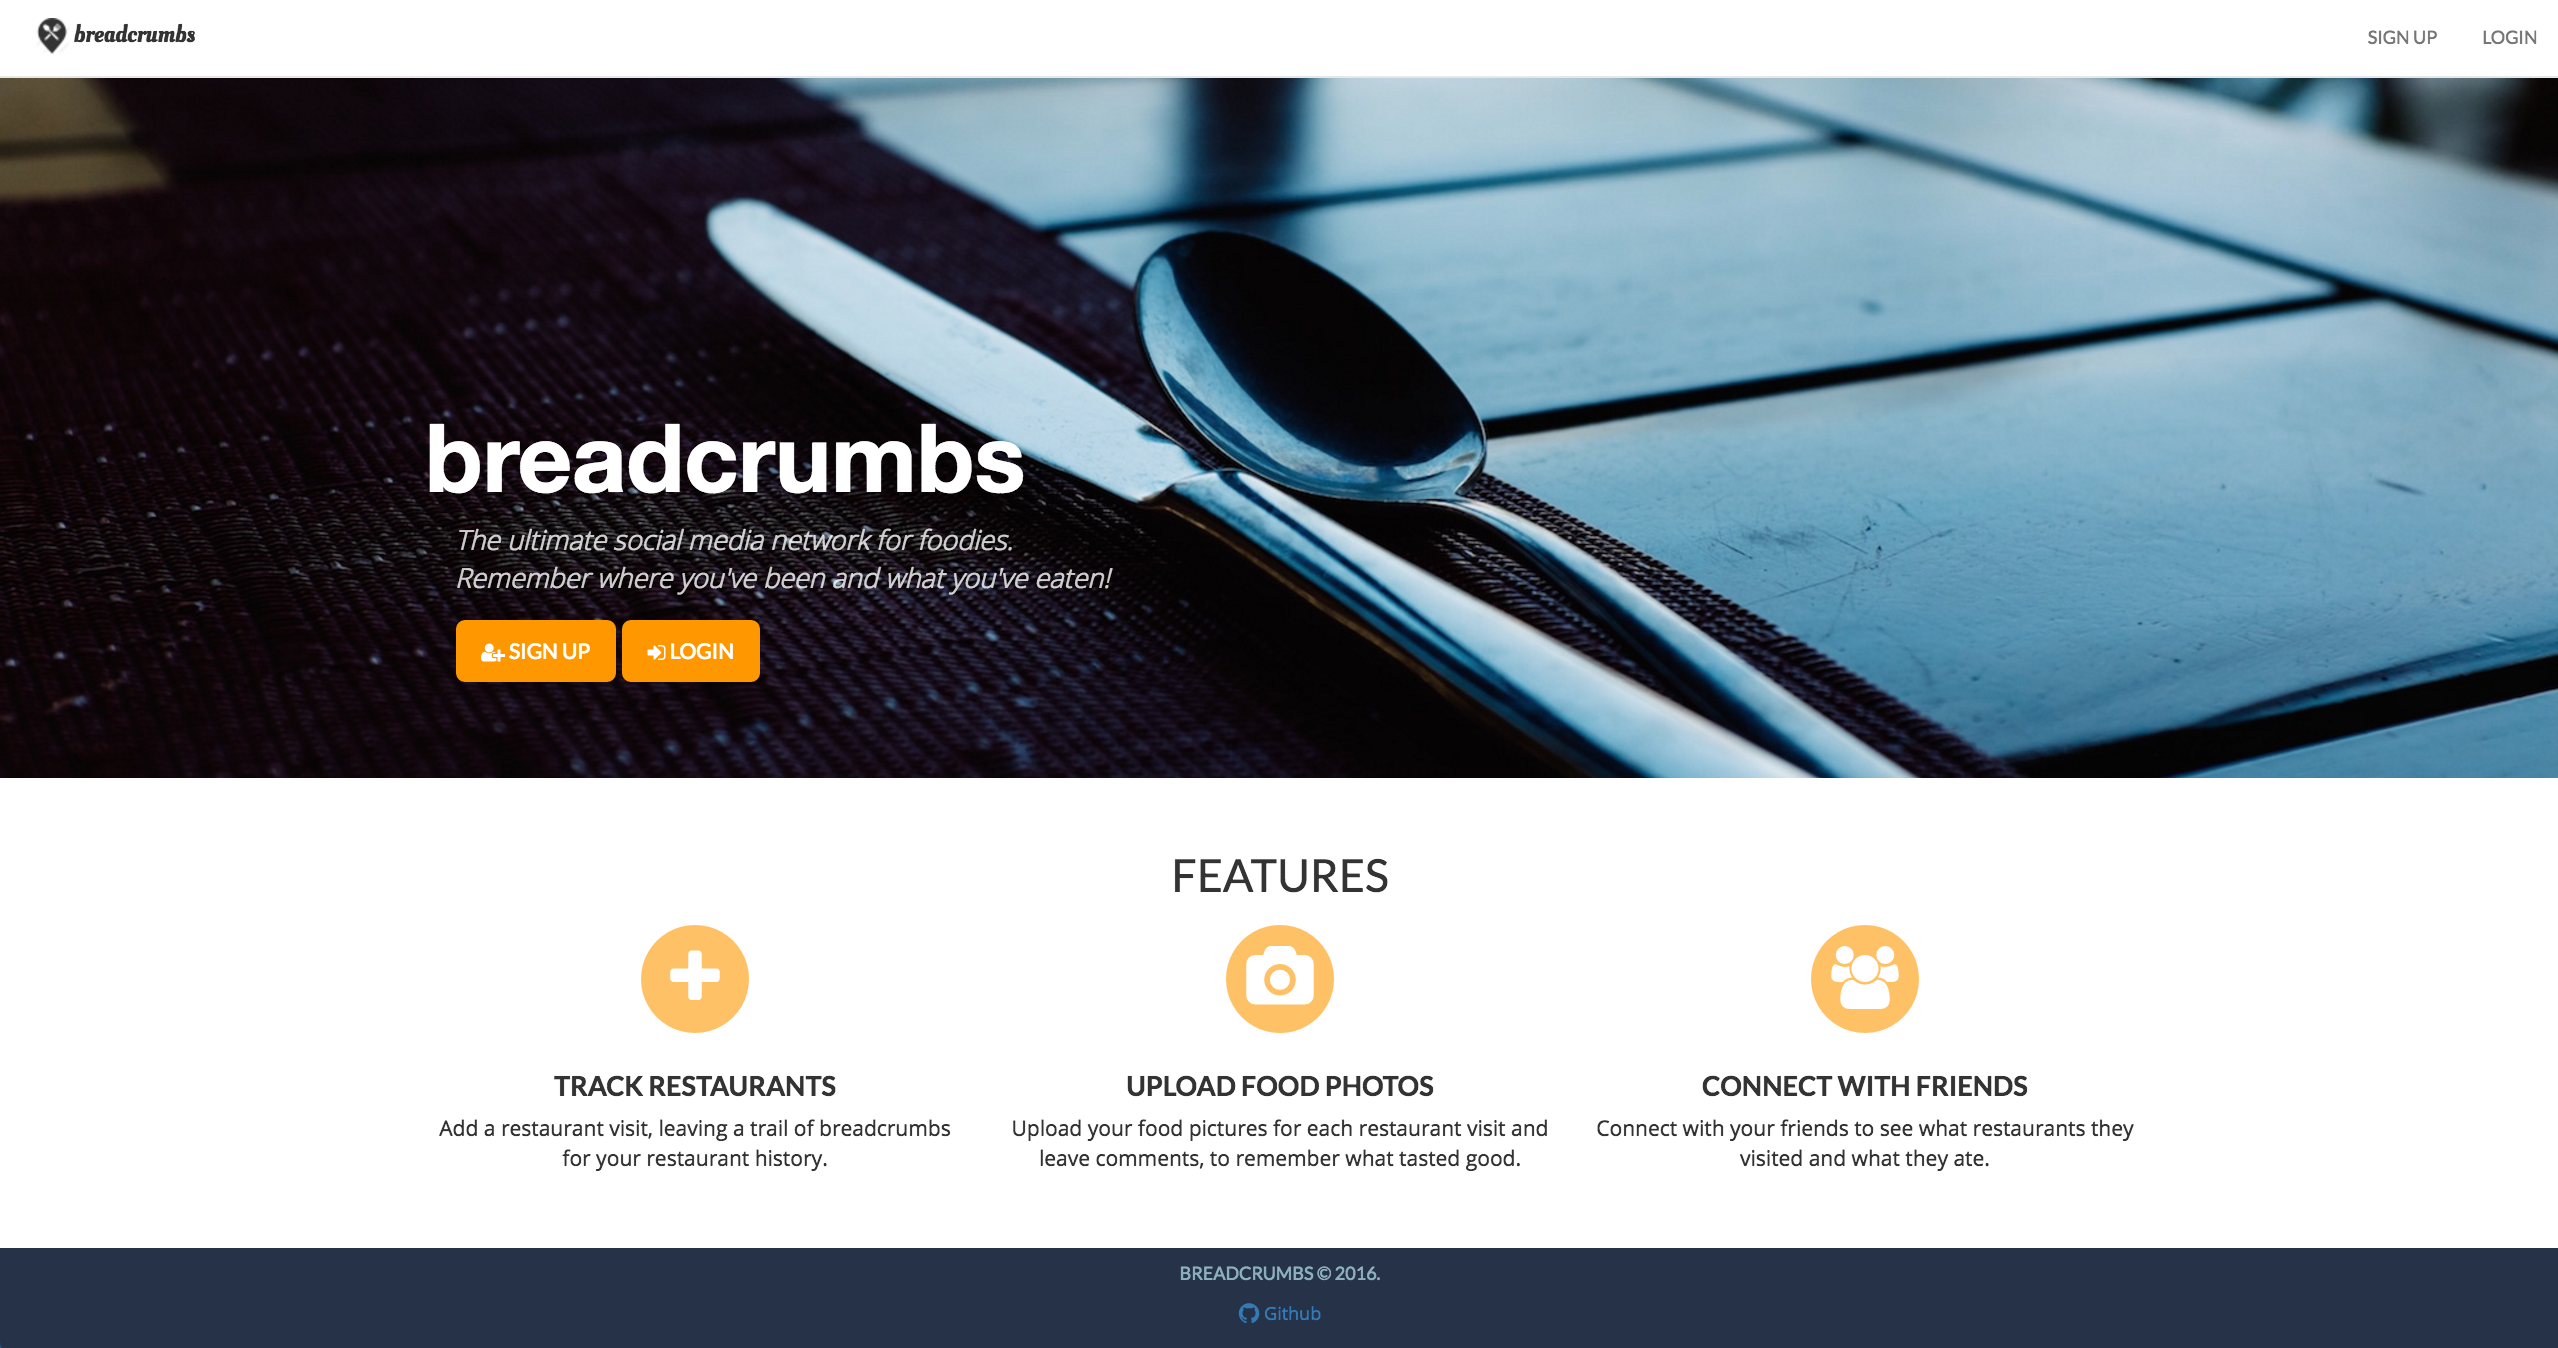 breadcrumbs
SIGN UP
LOGIN
breadcrumbs
The ultimate social media network for foodies.
Remember where you've been and what you've eaten!
SIGN UP
LOGIN
FEATURES
TRACK RESTAURANTS
Add a restaurant visit, leaving a trail of breadcrumbs
for your restaurant history.
UPLOAD FOOD PHOTOS
Upload your food pictures for each restaurant visit and
leave comments, to remember what tasted good.
CONNECT WITH FRIENDS
Connect with your friends to see what restaurants they
visited and what they ate.
BREADCRUMBS © 2016.
Github